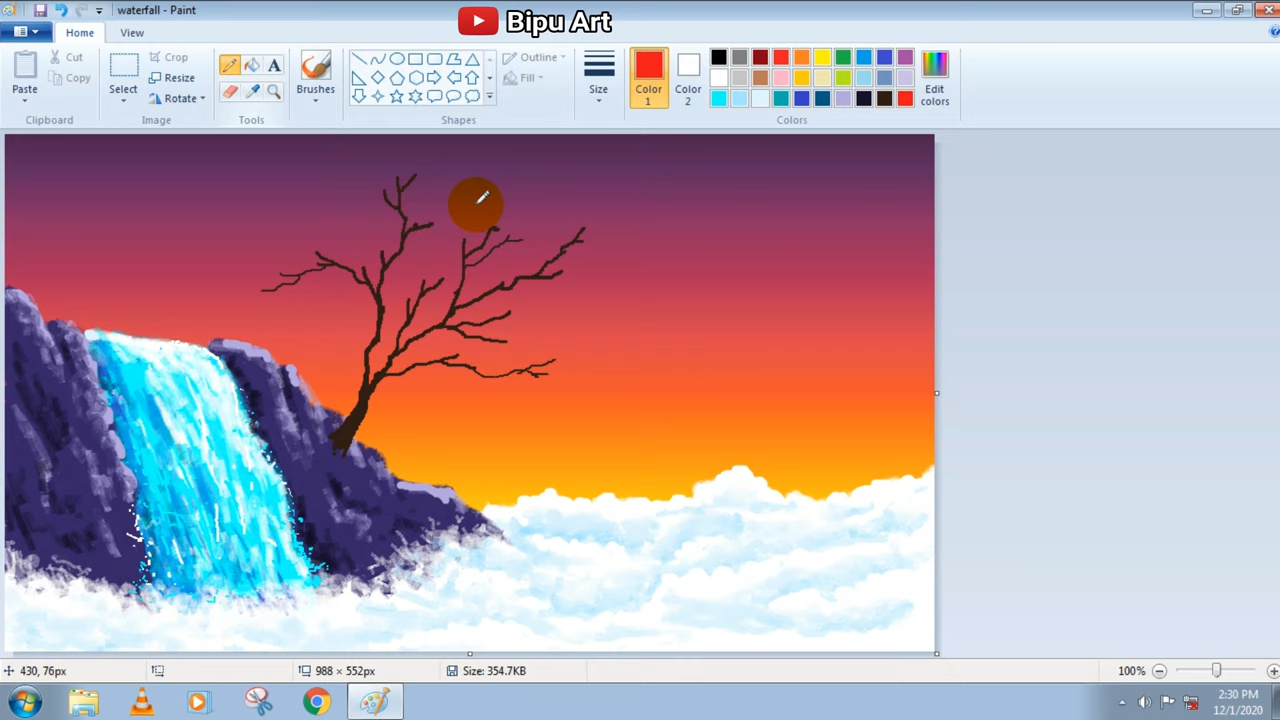 waterfall - Paint
Bipu Art
Home
View
Paste
Cut
Copy
Clipboard
Select
Crop
Resize
Rotate
Image
A
Tools
Brushes
Outline
Fill
Shapes
Size
Color 1
Color 2
Edit colors
Colors
430, 76px
988 × 552px
Size: 354.7KB
100%
2:30 PM
12/1/2020